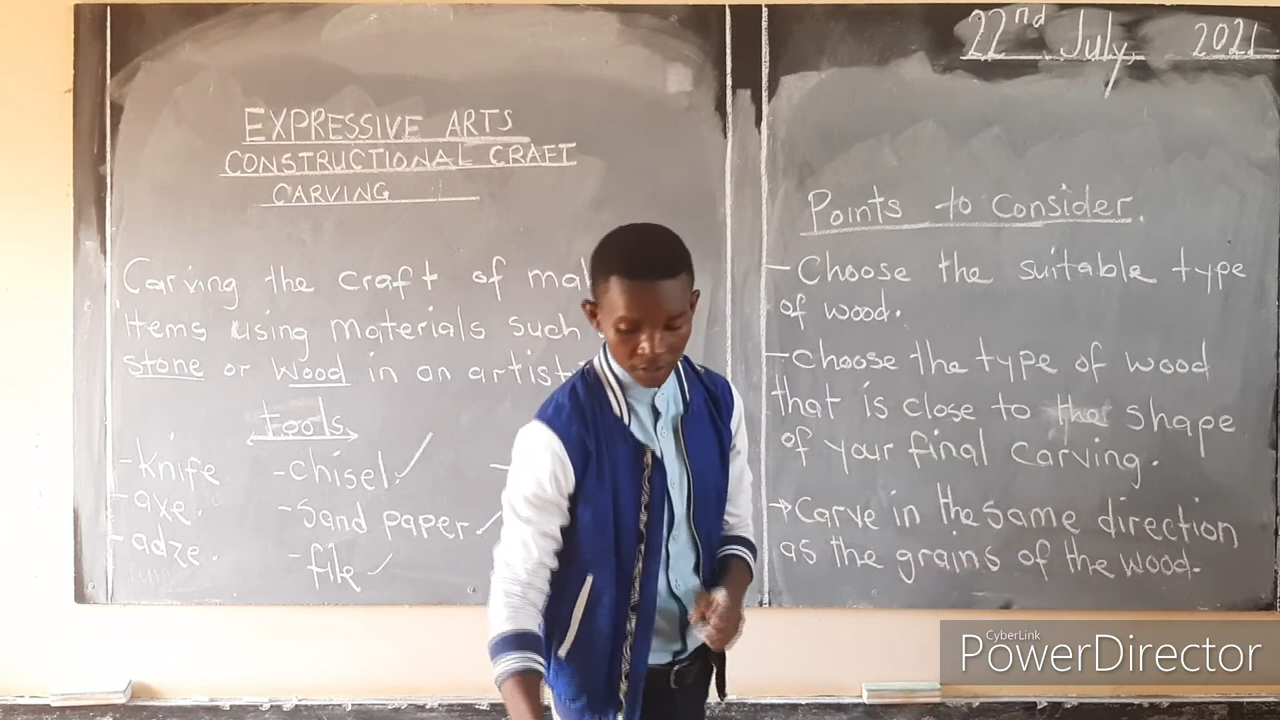 22nd July, 2021
EXPRESSIVE ARTS
CONSTRUCTIONAL CRAFT
CARVING
Carving the craft of
items using materials such
stone or wood in an
Tools
- Knife
- axe.
- adze.
- chisel ✓
- Sand paper ✓
- file ✓
Points to Consider.
- Choose the suitable type
of wood.
- choose the type of wood
that is close to the shape
of your final carving.
→ Carve in the same direction
as the grains of the wood.
CyberLink
PowerDirector